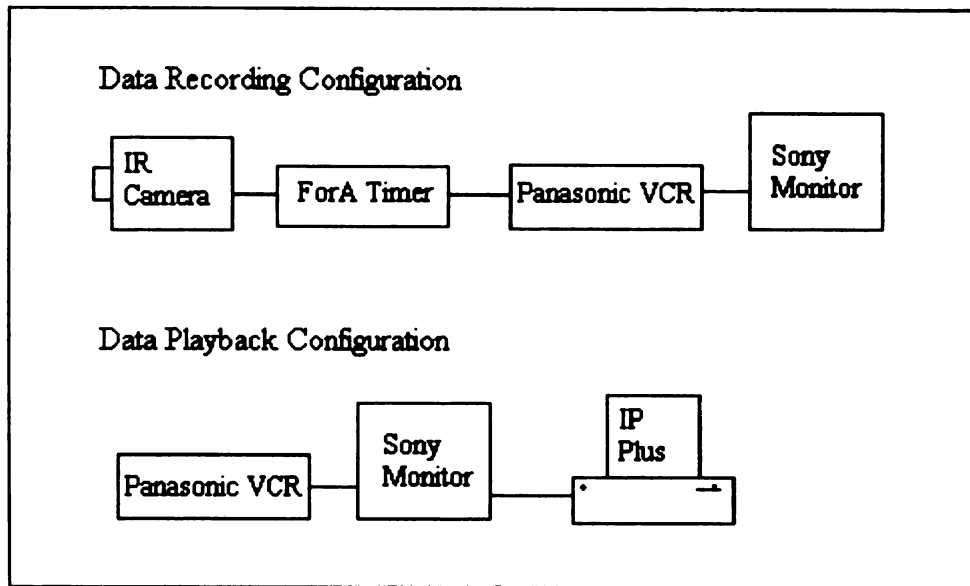 Data Recording Configuration
IR
Camera
ForA Timer
Panasonic VCR
Sony
Monitor
Data Playback Configuration
Panasonic VCR
Sony
Monitor
IP
Plus